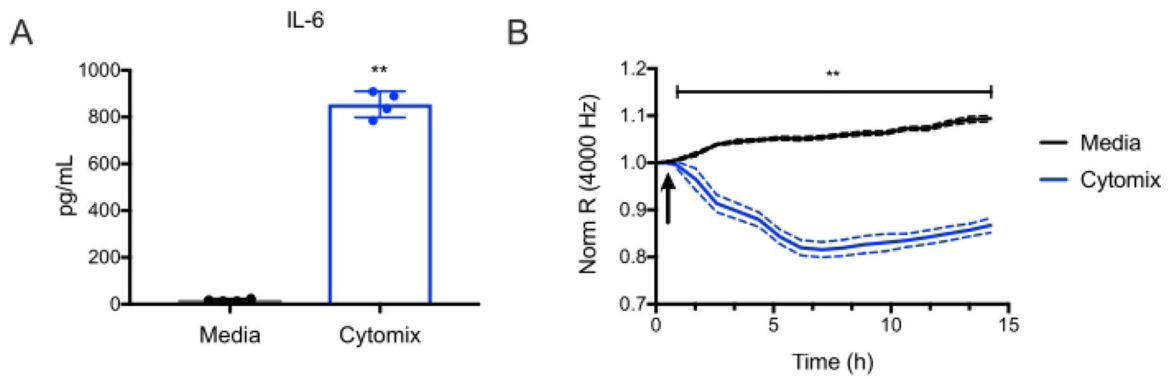 A
IL-6
**
pg/mL
1000
800
600
400
200
0
Media
Cytomix
B
**
Norm R (4000 Hz)
1.2
1.1
1.0
0.9
0.8
0.7
0
5
10
15
Time (h)
Media
Cytomix